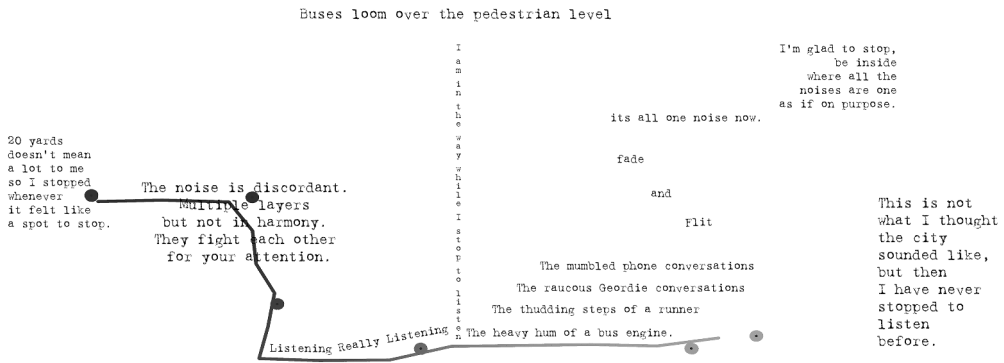 Buses loom over the pedestrian level
20 yards
doesn't mean
a lot to me
so I stopped
whenever
it felt like
a spot to stop.
The noise is discordant.
Multiple layers
but not in harmony.
They fight each other
for your attention.
Listening Really Listening
I am in the way while I stop to listen
The heavy hum of a bus engine.
The thudding steps of a runner
The raucous Geordie conversations
The mumbled phone conversations
Flit
and
fade
its all one noise now.
I'm glad to stop,
be inside
where all the
noises are one
as if on purpose.
This is not
what I thought
the city
sounded like,
but then
I have never
stopped to
listen
before.